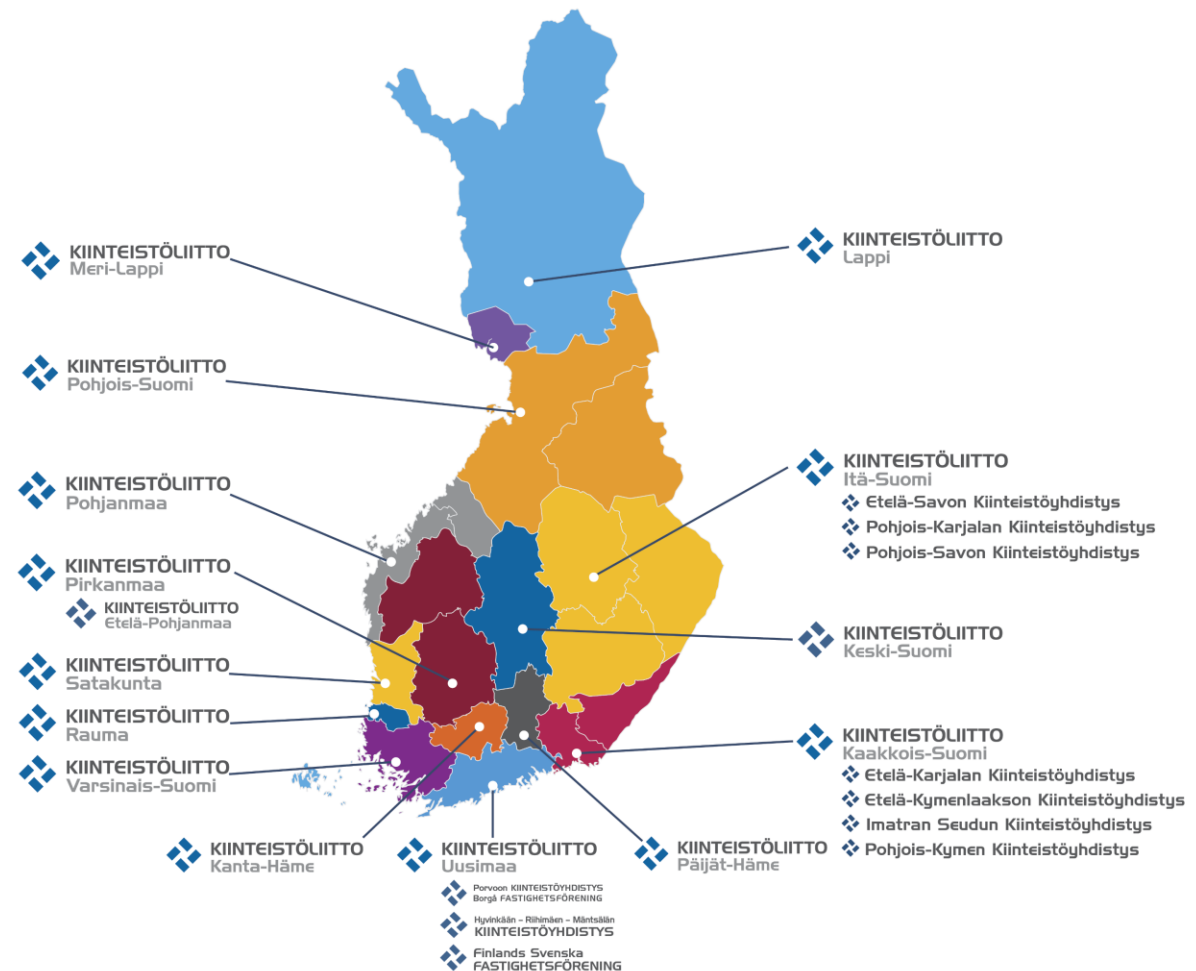 KIINTEISTÖLIITTO
Meri-Lappi
KIINTEISTÖLIITTO
Pohjois-Suomi
KIINTEISTÖLIITTO
Pohjanmaa
KIINTEISTÖLIITTO
Pirkanmaa
KIINTEISTÖLIITTO
Etelä-Pohjanmaa
KIINTEISTÖLIITTO
Satakunta
KIINTEISTÖLIITTO
Rauma
KIINTEISTÖLIITTO
Varsinais-Suomi
KIINTEISTÖLIITTO
Kanta-Häme
KIINTEISTÖLIITTO
Uusimaa
Porvoon KIINTEISTÖYHDISTYS
Borgå FASTIGHETSFÖRENING
Hyvinkään – Riihimäen – Mäntsälän
KIINTEISTÖYHDISTYS
Finlands Svenska
FASTIGHETSFÖRENING
KIINTEISTÖLIITTO
Päijät-Häme
KIINTEISTÖLIITTO
Lappi
KIINTEISTÖLIITTO
Itä-Suomi
Etelä-Savon Kiinteistöyhdistys
Pohjois-Karjalan Kiinteistöyhdistys
Pohjois-Savon Kiinteistöyhdistys
KIINTEISTÖLIITTO
Keski-Suomi
KIINTEISTÖLIITTO
Kaakkois-Suomi
Etelä-Karjalan Kiinteistöyhdistys
Etelä-Kymenlaakson Kiinteistöyhdistys
Imatran Seudun Kiinteistöyhdistys
Pohjois-Kymen Kiinteistöyhdistys